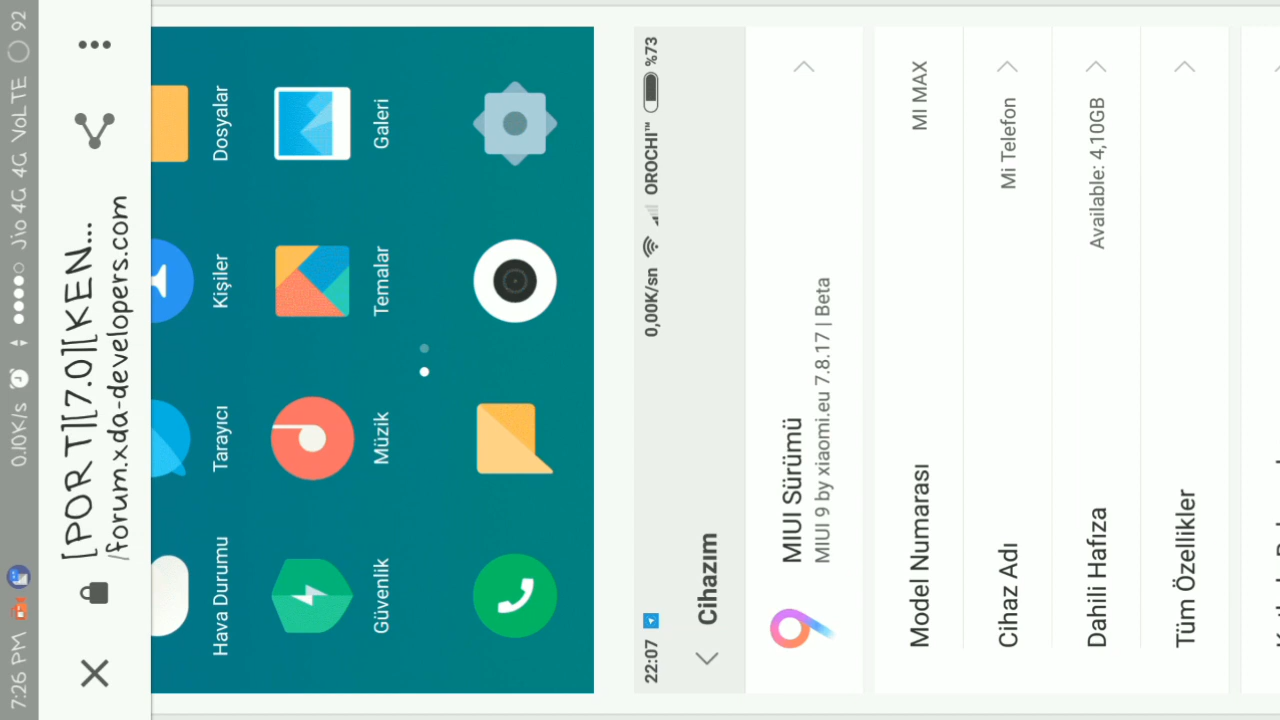 7:26 PM 0.10K/s Jio 4G 4G VoLTE 92
[PORT][7.0][KEN...
/forum.xda-developers.com
Hava Durumu Tarayıcı Kişiler Dosyalar
Güvenlik Müzik Temalar Galeri
22:07 0,00K/sn OROCHI™ %73
Cihazım
MIUI Sürümü
MIUI 9 by xiaomi.eu 7.8.17 | Beta
Model Numarası MI MAX
Cihaz Adı Mi Telefon
Dahili Hafıza Available: 4,10GB
Tüm Özellikler